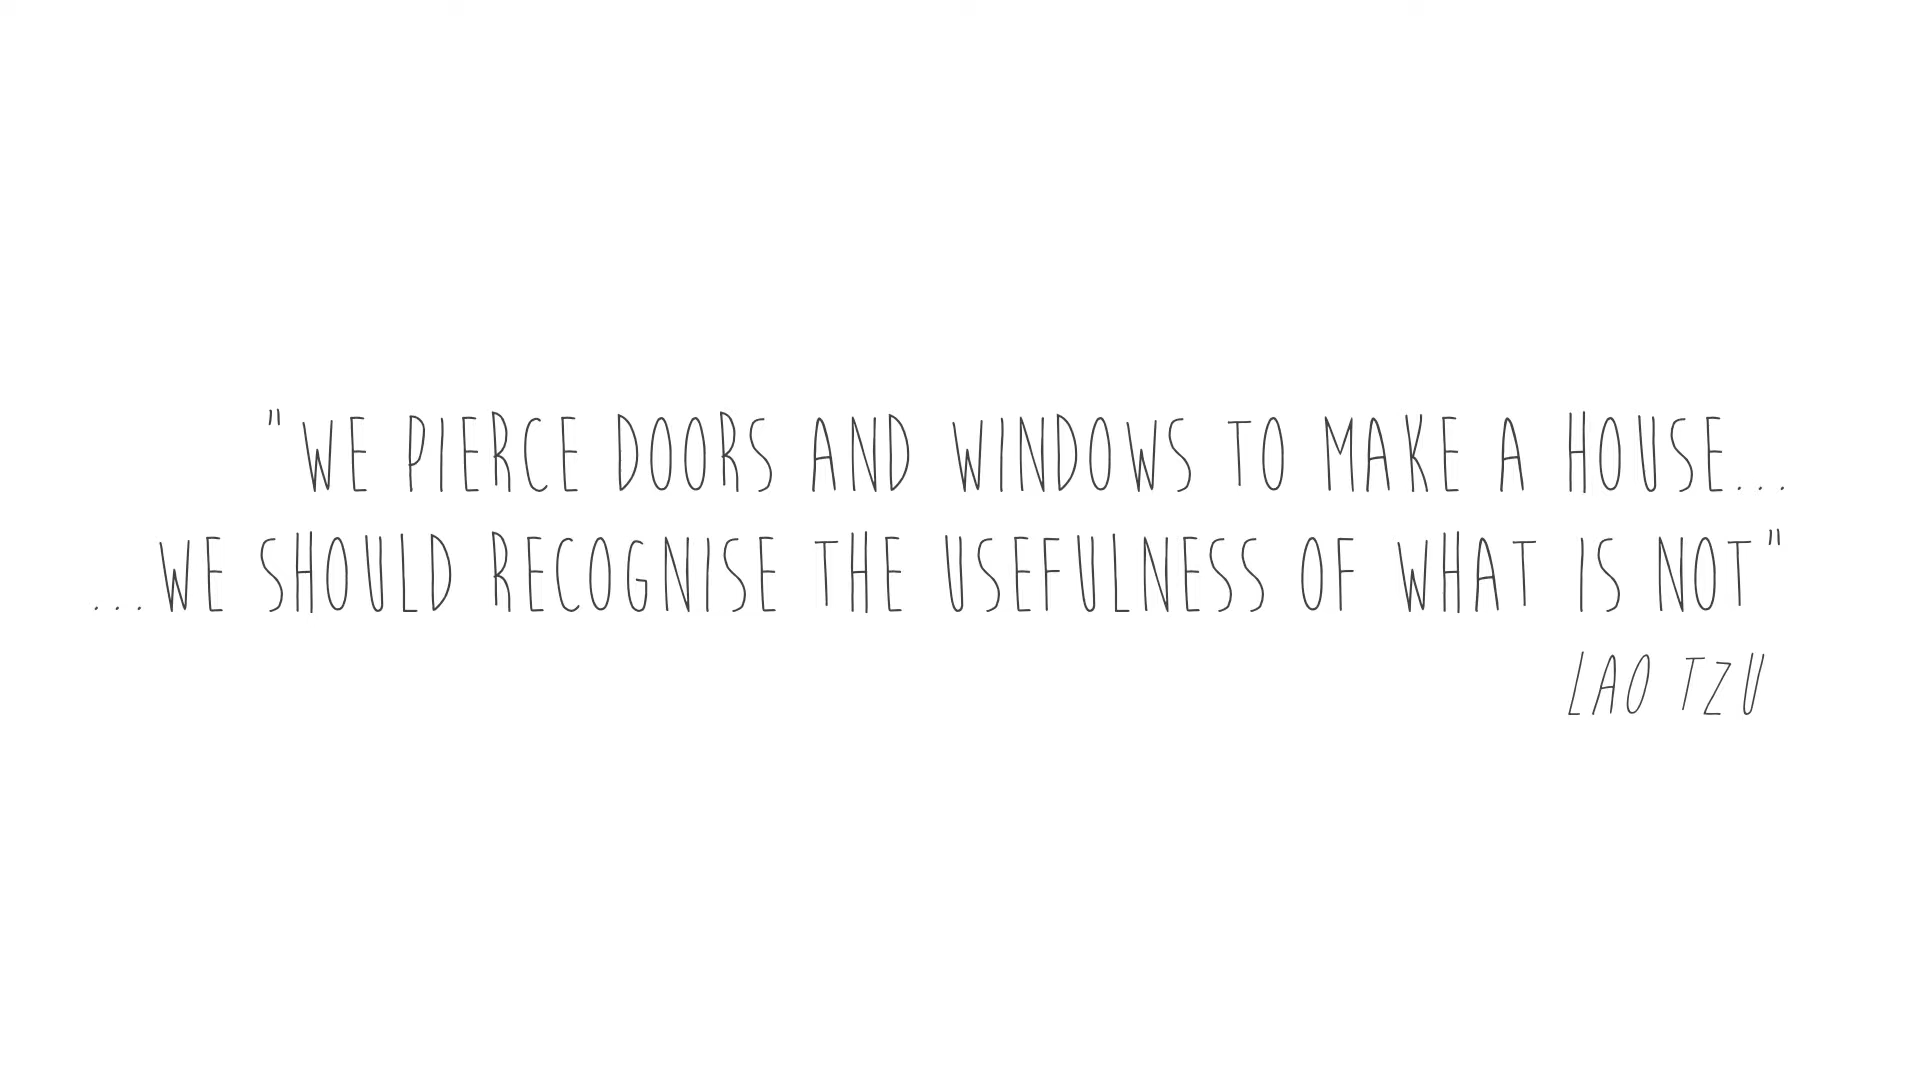 "WE PIERCE DOORS AND WINDOWS TO MAKE A HOUSE...
...WE SHOULD RECOGNISE THE USEFULNESS OF WHAT IS NOT"
LAO TZU